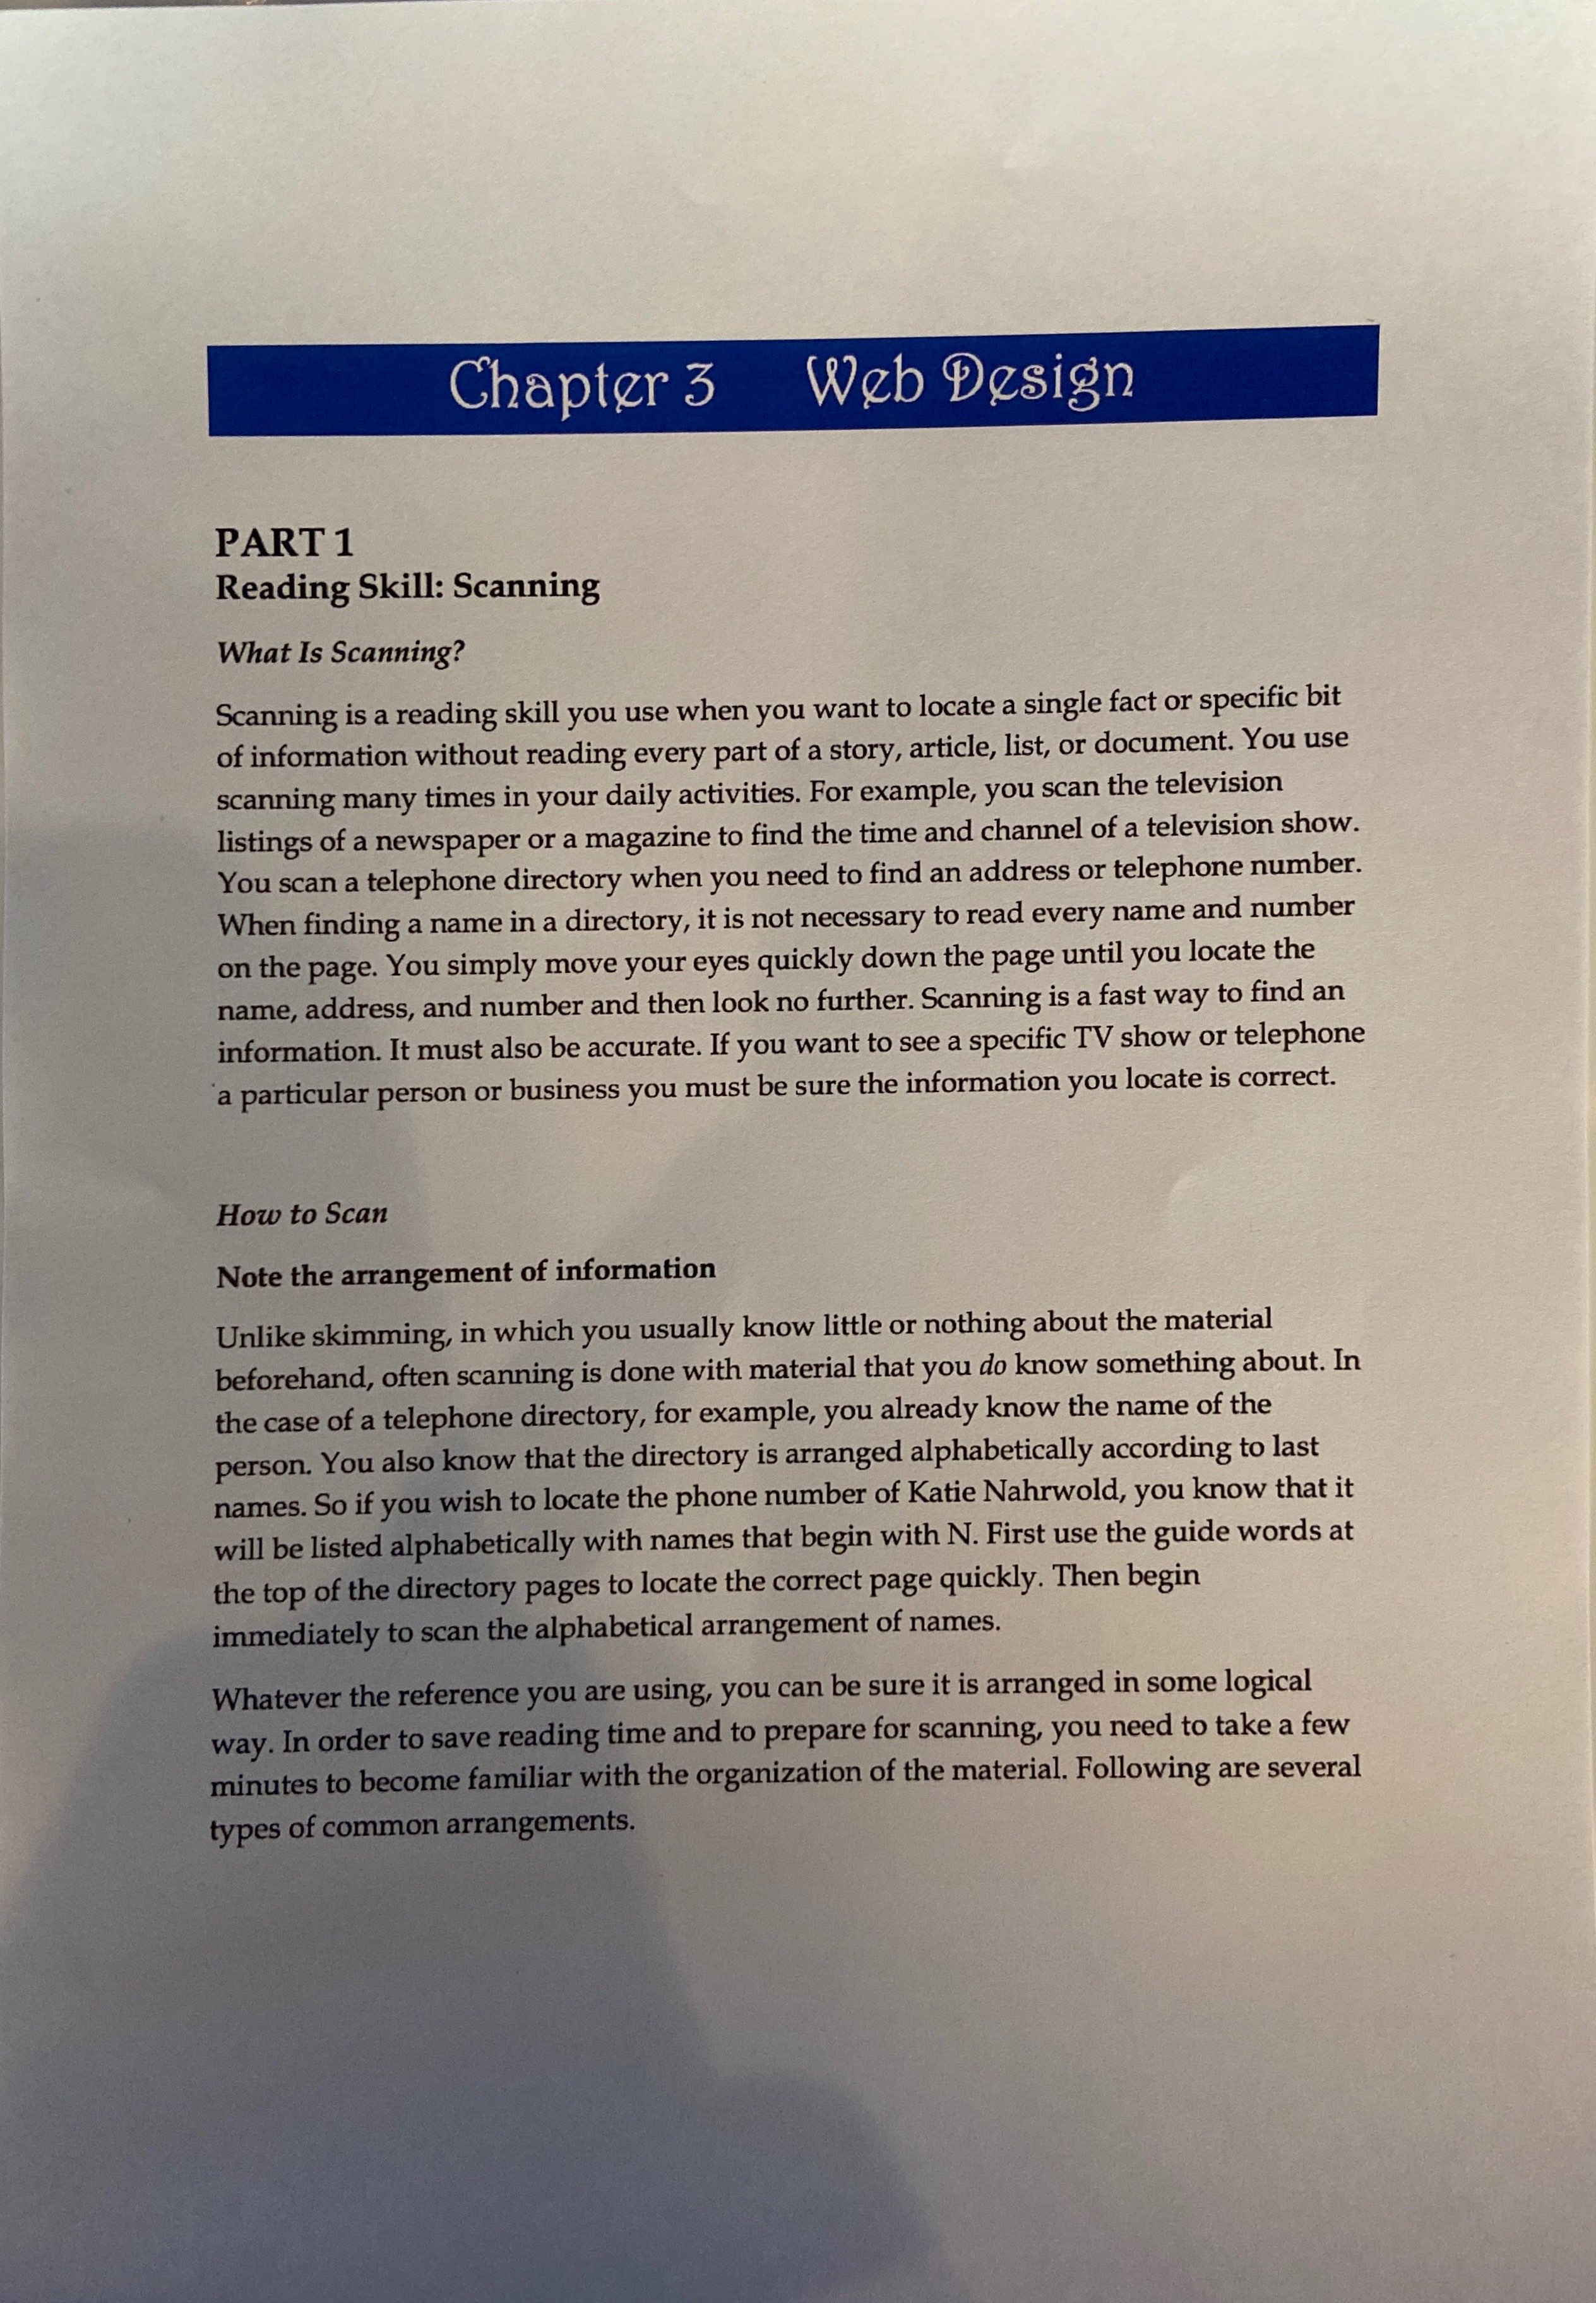 Chapter 3 Web Design
PART 1
Reading Skill: Scanning
What Is Scanning?
Scanning is a reading skill you use when you want to locate a single fact or specific bit
of information without reading every part of a story, article, list, or document. You use
scanning many times in your daily activities. For example, you scan the television
listings of a newspaper or a magazine to find the time and channel of a television show.
You scan a telephone directory when you need to find an address or telephone number.
When finding a name in a directory, it is not necessary to read every name and number
on the page. You simply move your eyes quickly down the page until you locate the
name, address, and number and then look no further. Scanning is a fast way to find an
information. It must also be accurate. If you want to see a specific TV show or telephone
a particular person or business you must be sure the information you locate is correct.
How to Scan
Note the arrangement of information
Unlike skimming, in which you usually know little or nothing about the material
beforehand, often scanning is done with material that you do know something about. In
the case of a telephone directory, for example, you already know the name of the
person. You also know that the directory is arranged alphabetically according to last
names. So if you wish to locate the phone number of Katie Nahrwold, you know that it
will be listed alphabetically with names that begin with N. First use the guide words at
the top of the directory pages to locate the correct page quickly. Then begin
immediately to scan the alphabetical arrangement of names.
Whatever the reference you are using, you can be sure it is arranged in some logical
way. In order to save reading time and to prepare for scanning, you need to take a few
minutes to become familiar with the organization of the material. Following are several
types of common arrangements.